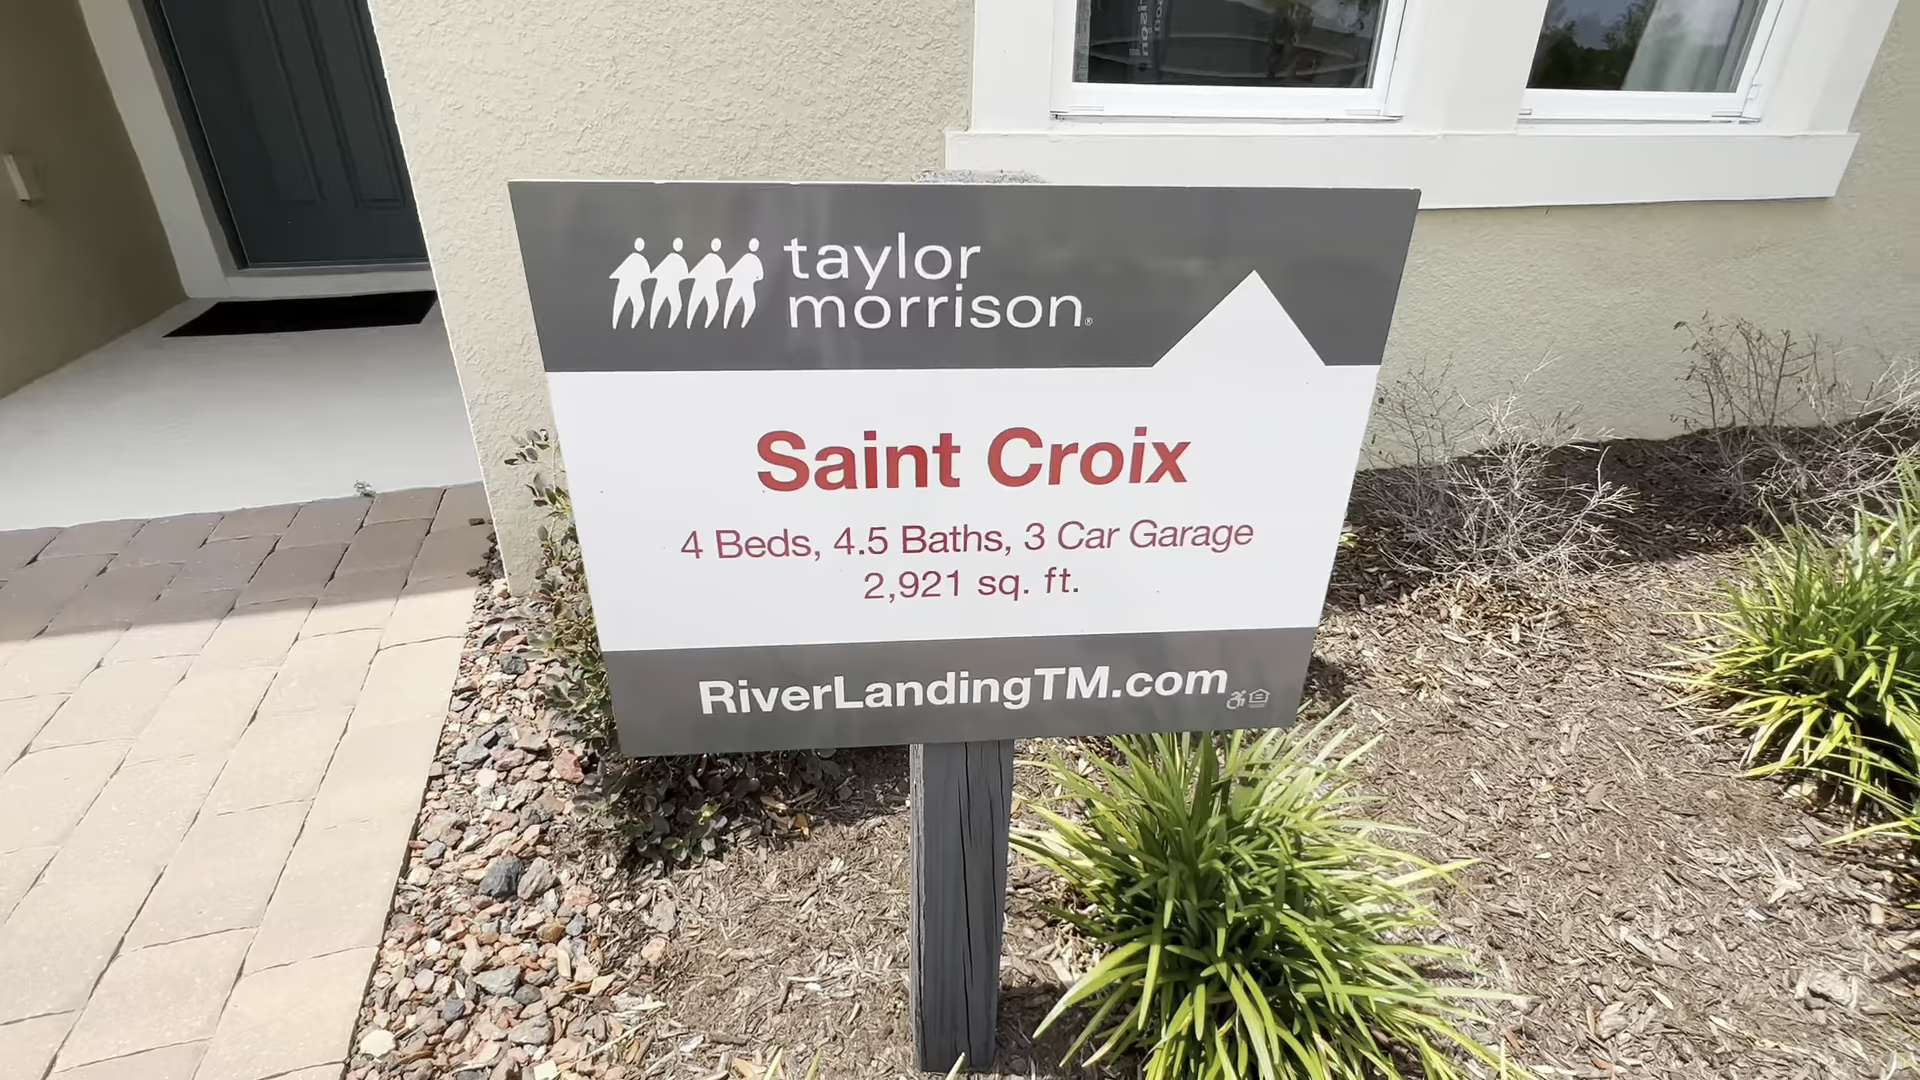 taylor
morrison®
Saint Croix
4 Beds, 4.5 Baths, 3 Car Garage
2,921 sq. ft.
RiverLandingTM.com